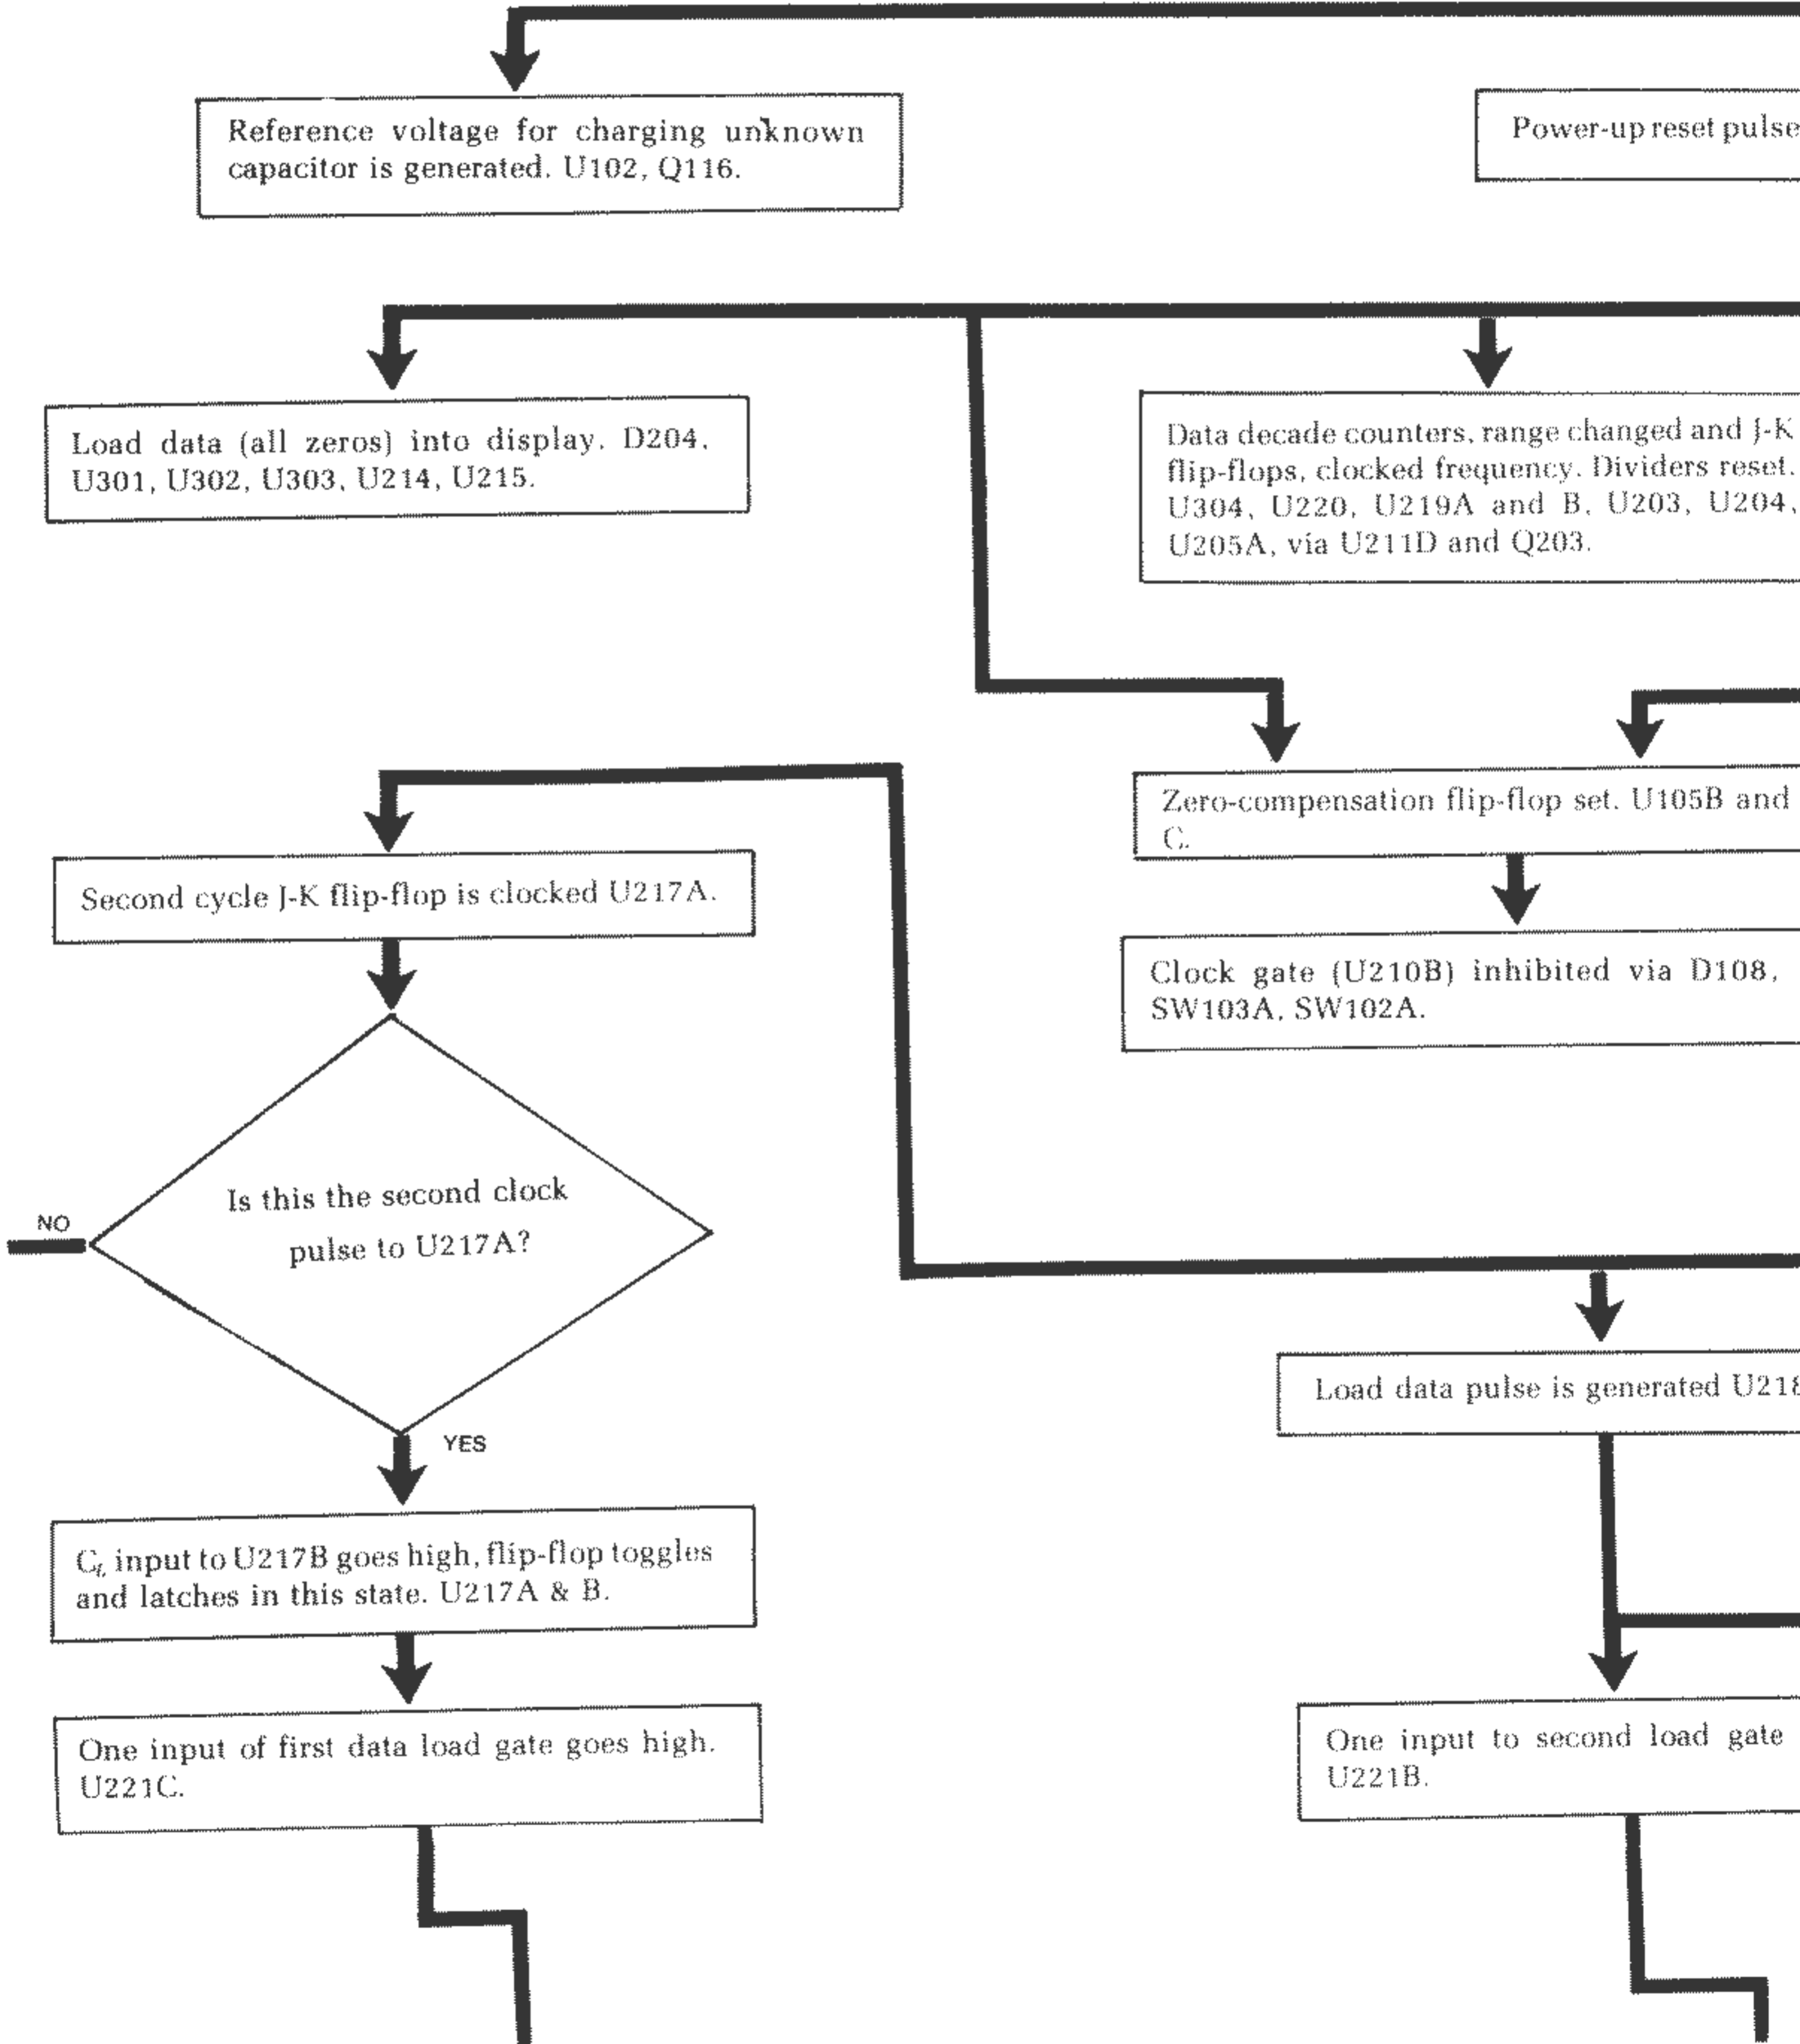 Reference voltage for charging unknown
capacitor is generated. U102, Q116.
Power-up reset pulse
Load data (all zeros) into display. D204,
U301, U302, U303, U214, U215.
Data decade counters, range changed and J-K
flip-flops, clocked frequency. Dividers reset.
U304, U220, U219A and B, U203, U204,
U205A, via U211D and Q203.
Zero-compensation flip-flop set. U105B and
C.
Second cycle J-K flip-flop is clocked U217A.
Clock gate (U210B) inhibited via D108,
SW103A, SW102A.
Is this the second clock
pulse to U217A?
NO
YES
Load data pulse is generated U218
C_L input to U217B goes high, flip-flop toggles
and latches in this state. U217A & B.
One input of first data load gate goes high.
U221C.
One input to second load gate
U221B.